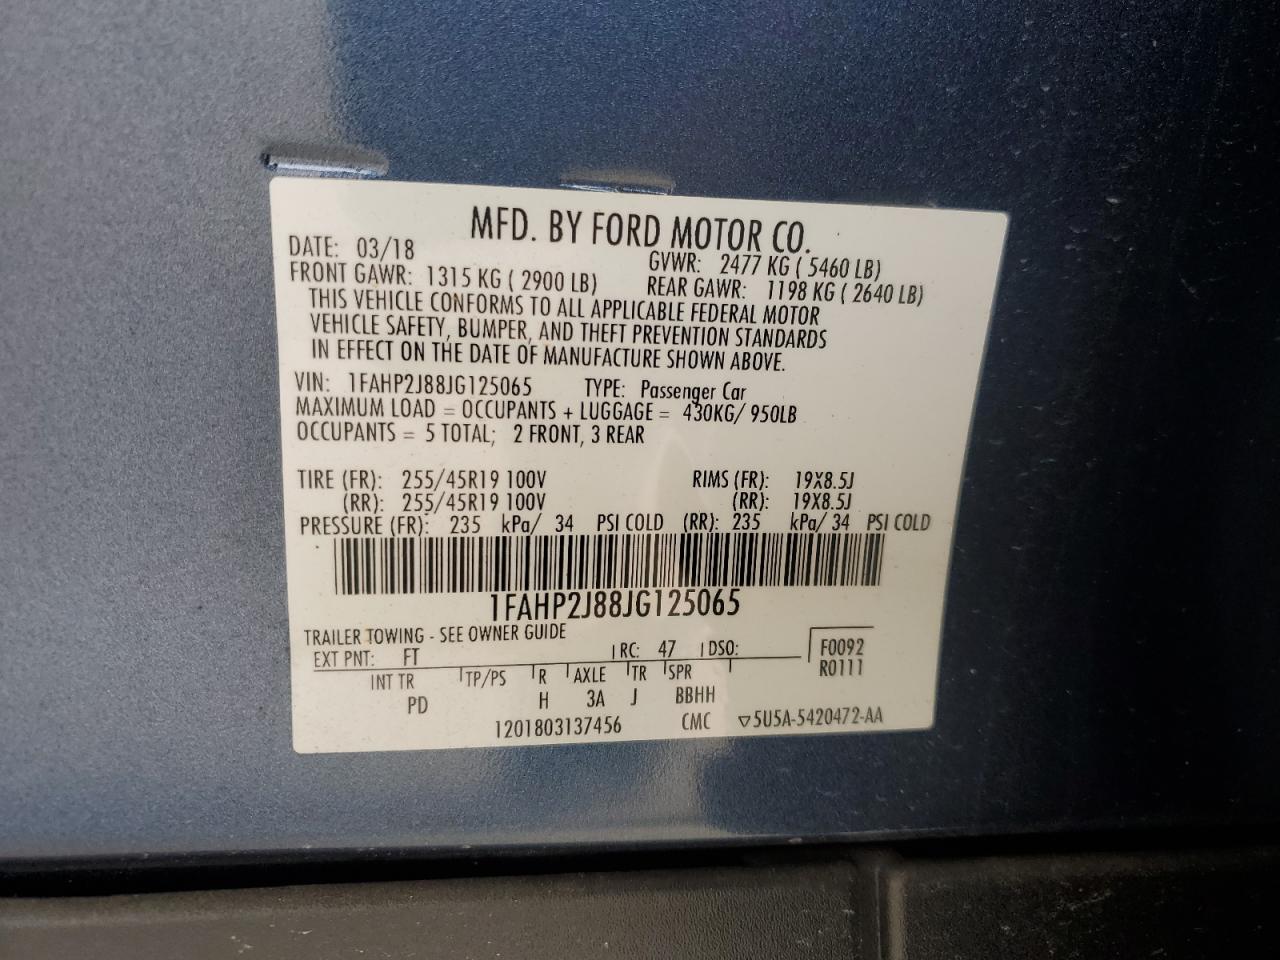 MFD. BY FORD MOTOR CO.
DATE: 03/18 GVWR: 2477 KG ( 5460 LB)
FRONT GAWR: 1315 KG ( 2900 LB) REAR GAWR: 1198 KG ( 2640 LB)
THIS VEHICLE CONFORMS TO ALL APPLICABLE FEDERAL MOTOR
VEHICLE SAFETY, BUMPER, AND THEFT PREVENTION STANDARDS
IN EFFECT ON THE DATE OF MANUFACTURE SHOWN ABOVE.
VIN: 1FAHP2J88JG125065 TYPE: Passenger Car
MAXIMUM LOAD = OCCUPANTS + LUGGAGE = 430KG/ 950LB
OCCUPANTS = 5 TOTAL; 2 FRONT, 3 REAR
TIRE (FR): 255/45R19 100V RIMS (FR): 19X8.5J
(RR): 255/45R19 100V (RR): 19X8.5J
PRESSURE (FR): 235 kPa/ 34 PSI COLD (RR): 235 kPa/ 34 PSI COLD
1FAHP2J88JG125065
TRAILER TOWING - SEE OWNER GUIDE
EXT PNT: FT RC: 47 DSO: F0092
R0111
INT TR TP/PS R AXLE TR SPR
PD H 3A J BBHH
1201803137456 CMC ▽5U5A-5420472-AA